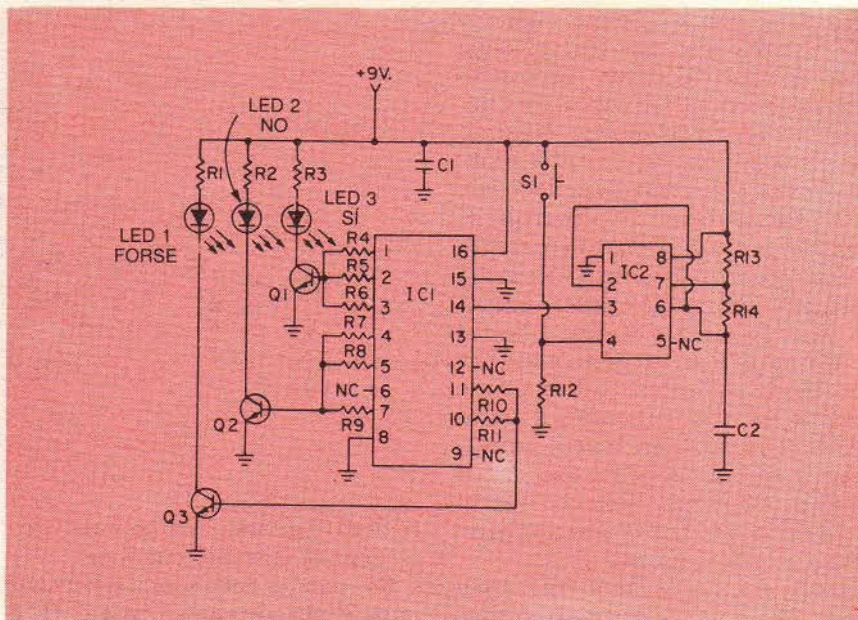 +9V.
LED 2
NO
R1
R2
R3
C1
S1
LED 3
SÍ
LED 1
FORSE
R4
R5
R6
R7
R8
R9
Q1
Q2
Q3
IC1
1
2
3
4
5
NC 6
7
8
16
15
14
13
12 NC
11
10
9 NC
R10
R11
R12
IC2
1
2
3
4
8
7
6
5 NC
R13
R14
C2